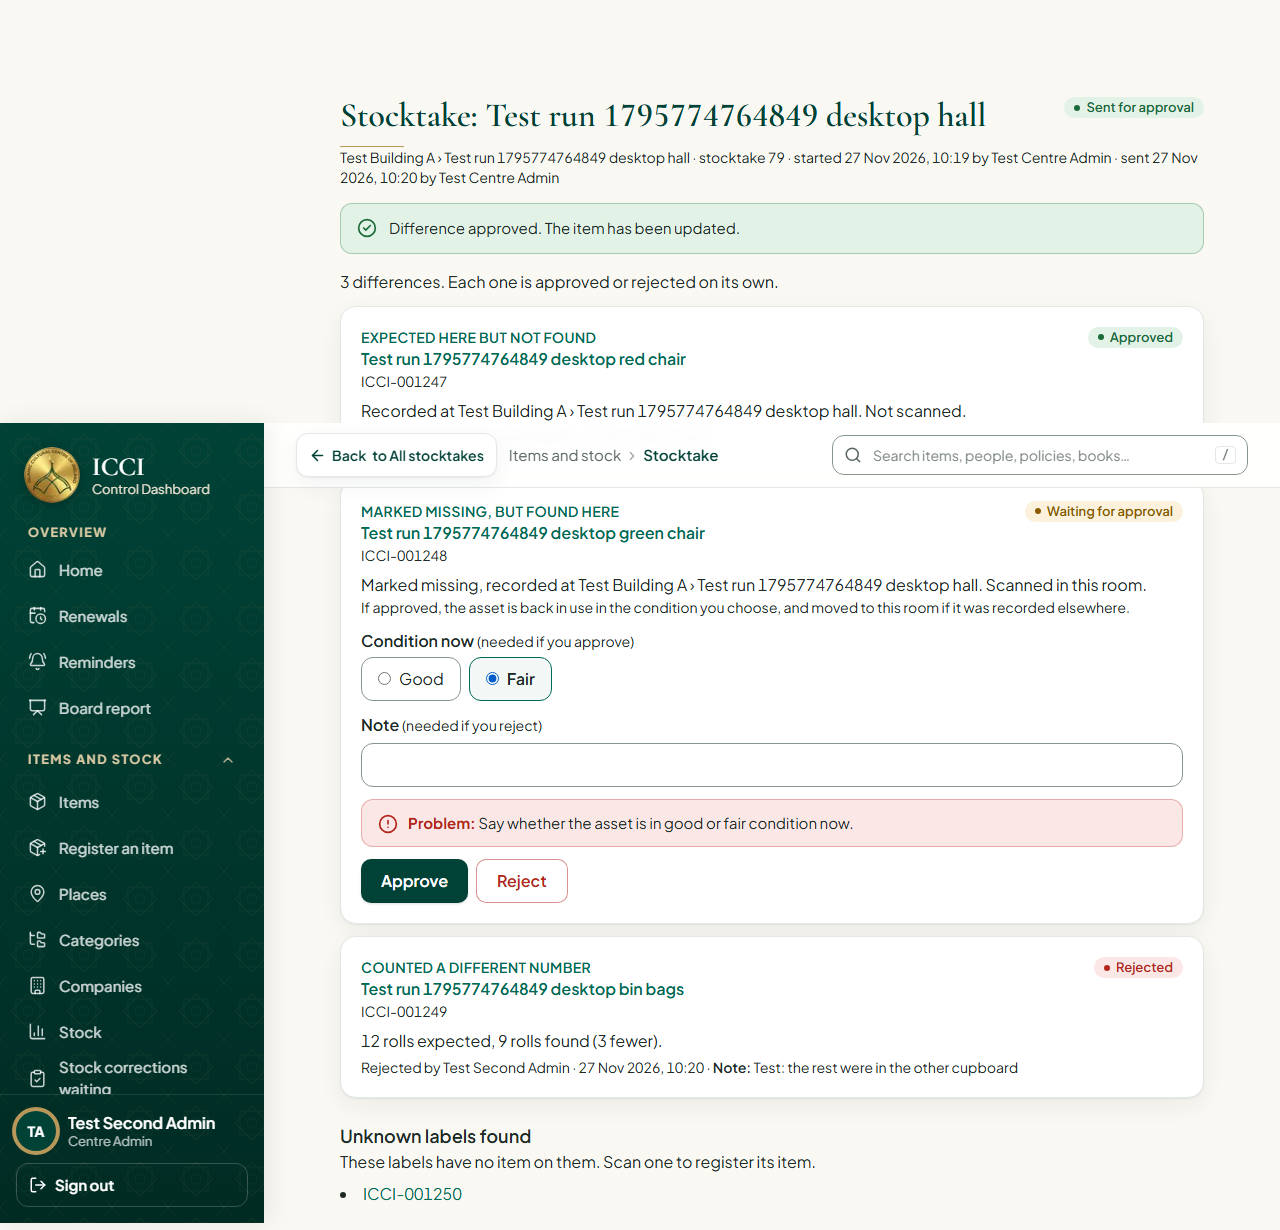 Stocktake: Test run 1795774764849 desktop hall
Sent for approval
Test Building A › Test run 1795774764849 desktop hall · stocktake 79 · started 27 Nov 2026, 10:19 by Test Centre Admin · sent 27 Nov
2026, 10:20 by Test Centre Admin
Difference approved. The item has been updated.
3 differences. Each one is approved or rejected on its own.
EXPECTED HERE BUT NOT FOUND
Approved
Test run 1795774764849 desktop red chair
ICCI-001247
Recorded at Test Building A › Test run 1795774764849 desktop hall. Not scanned.
ICCI
Control Dashboard
OVERVIEW
Home
Renewals
Reminders
Board report
ITEMS AND STOCK
Items
Register an item
Places
Categories
Companies
Stock
Stock corrections
waiting
TA
Test Second Admin
Centre Admin
Sign out
Back to All stocktakes
Items and stock › Stocktake
Search items, people, policies, books…
/
MARKED MISSING, BUT FOUND HERE
Waiting for approval
Test run 1795774764849 desktop green chair
ICCI-001248
Marked missing, recorded at Test Building A › Test run 1795774764849 desktop hall. Scanned in this room.
If approved, the asset is back in use in the condition you choose, and moved to this room if it was recorded elsewhere.
Condition now (needed if you approve)
Good
Fair
Note (needed if you reject)
Problem: Say whether the asset is in good or fair condition now.
Approve
Reject
COUNTED A DIFFERENT NUMBER
Rejected
Test run 1795774764849 desktop bin bags
ICCI-001249
12 rolls expected, 9 rolls found (3 fewer).
Rejected by Test Second Admin · 27 Nov 2026, 10:20 · Note: Test: the rest were in the other cupboard
Unknown labels found
These labels have no item on them. Scan one to register its item.
• ICCI-001250